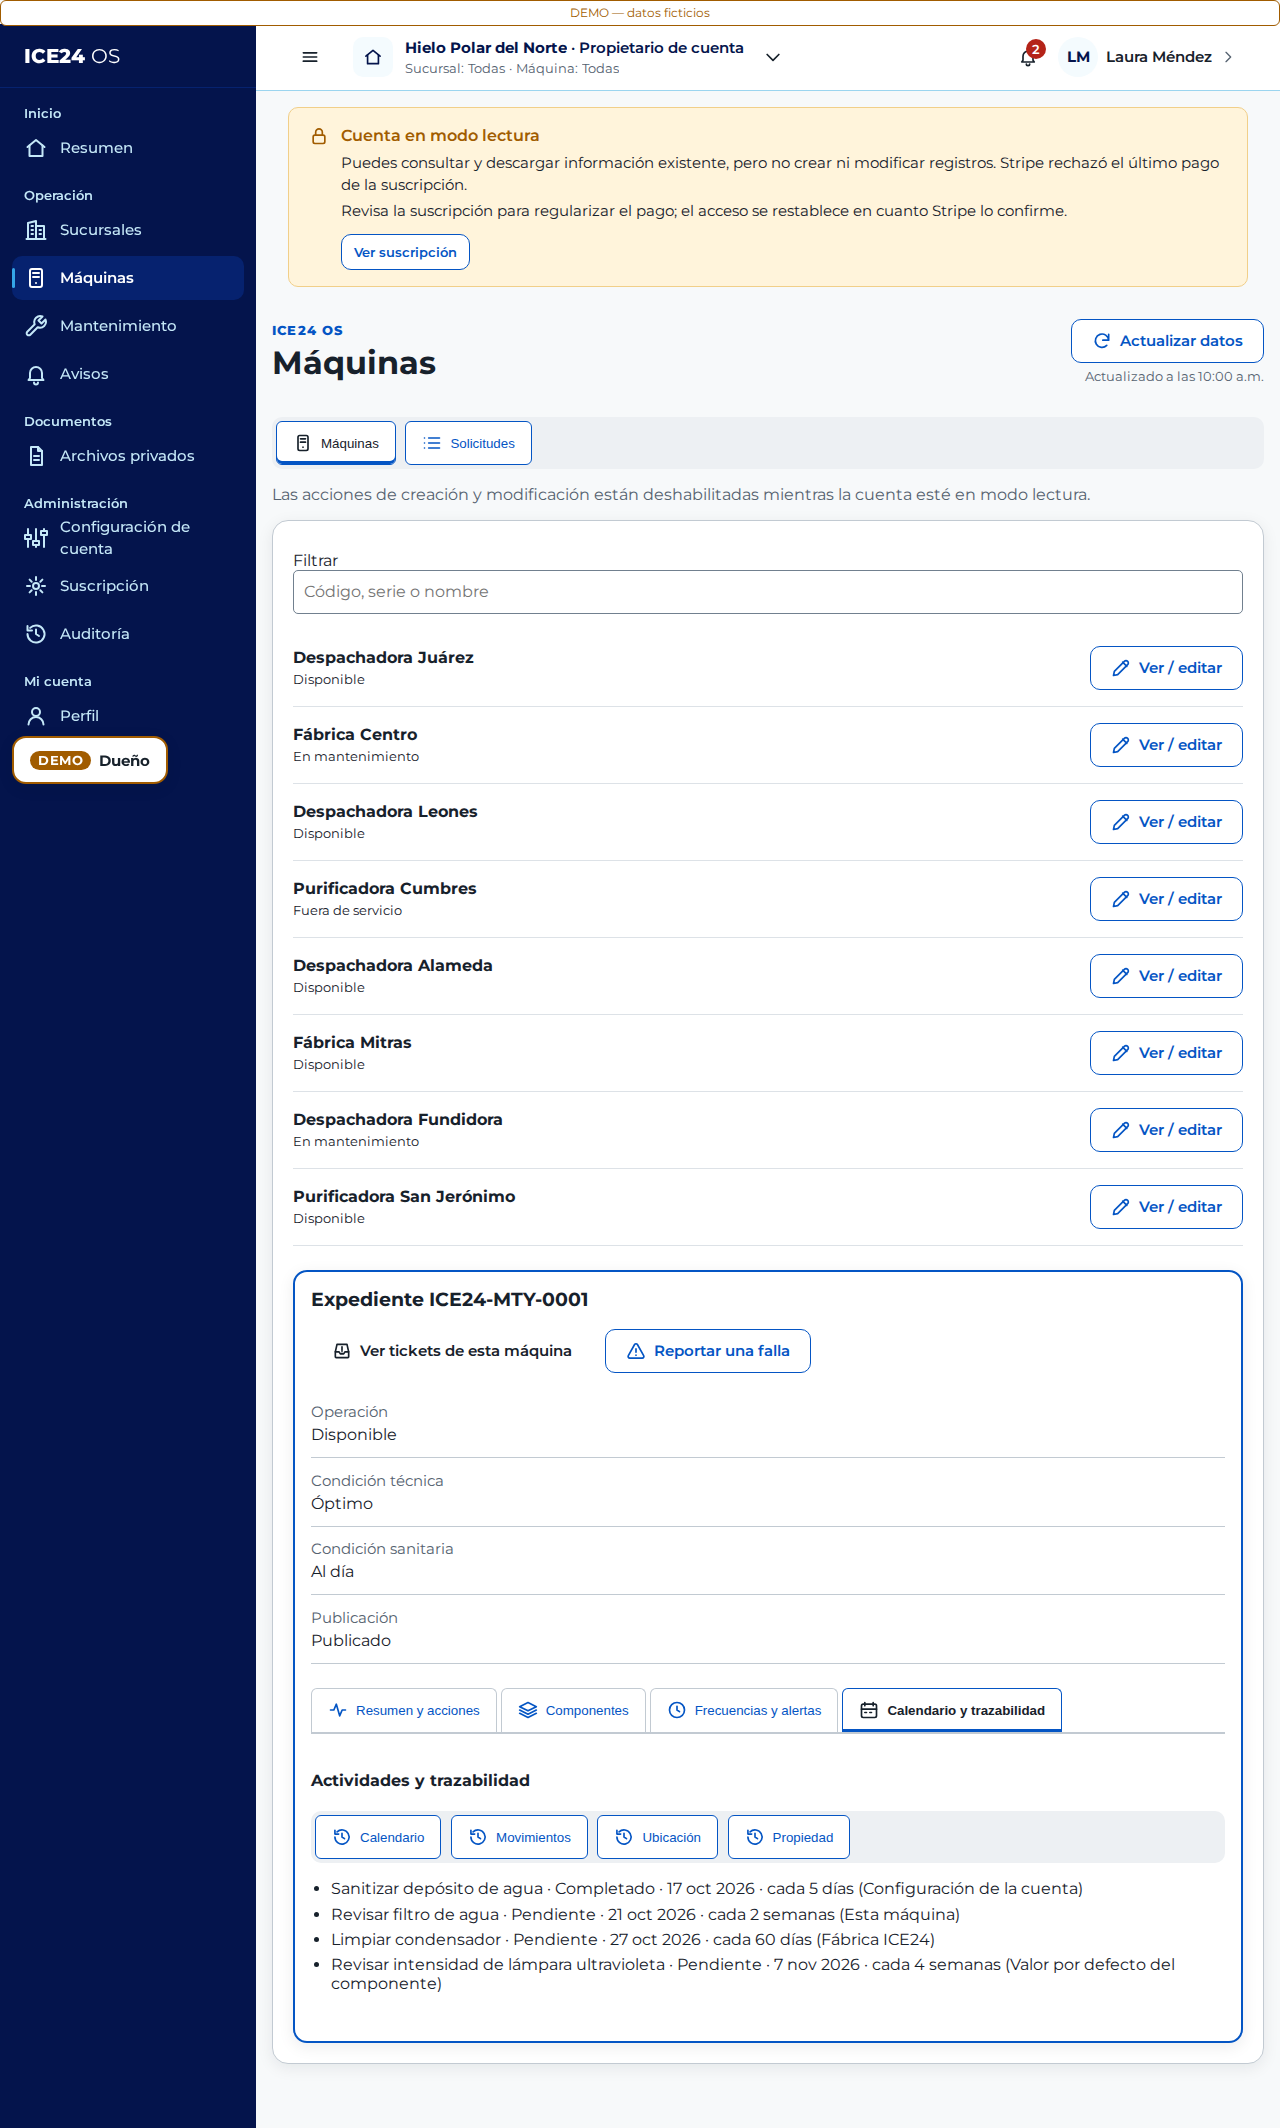 DEMO — datos ficticios
ICE24 OS
Hielo Polar del Norte · Propietario de cuenta
Sucursal: Todas · Máquina: Todas
2
LM
Laura Méndez
Inicio
Resumen
Operación
Sucursales
Máquinas
Mantenimiento
Avisos
Documentos
Archivos privados
Administración
Configuración de
cuenta
Suscripción
Auditoría
Mi cuenta
Perfil
DEMO Dueño
Cuenta en modo lectura
Puedes consultar y descargar información existente, pero no crear ni modificar registros. Stripe rechazó el último pago
de la suscripción.
Revisa la suscripción para regularizar el pago; el acceso se restablece en cuanto Stripe lo confirme.
Ver suscripción
ICE24 OS
Máquinas
Actualizar datos
Actualizado a las 10:00 a.m.
Máquinas
Solicitudes
Las acciones de creación y modificación están deshabilitadas mientras la cuenta esté en modo lectura.
Filtrar
Código, serie o nombre
Despachadora Juárez
Disponible
Ver / editar
Fábrica Centro
En mantenimiento
Ver / editar
Despachadora Leones
Disponible
Ver / editar
Purificadora Cumbres
Fuera de servicio
Ver / editar
Despachadora Alameda
Disponible
Ver / editar
Fábrica Mitras
Disponible
Ver / editar
Despachadora Fundidora
En mantenimiento
Ver / editar
Purificadora San Jerónimo
Disponible
Ver / editar
Expediente ICE24-MTY-0001
Ver tickets de esta máquina
Reportar una falla
Operación
Disponible
Condición técnica
Óptimo
Condición sanitaria
Al día
Publicación
Publicado
Resumen y acciones
Componentes
Frecuencias y alertas
Calendario y trazabilidad
Actividades y trazabilidad
Calendario
Movimientos
Ubicación
Propiedad
• Sanitizar depósito de agua · Completado · 17 oct 2026 · cada 5 días (Configuración de la cuenta)
• Revisar filtro de agua · Pendiente · 21 oct 2026 · cada 2 semanas (Esta máquina)
• Limpiar condensador · Pendiente · 27 oct 2026 · cada 60 días (Fábrica ICE24)
• Revisar intensidad de lámpara ultravioleta · Pendiente · 7 nov 2026 · cada 4 semanas (Valor por defecto del
componente)